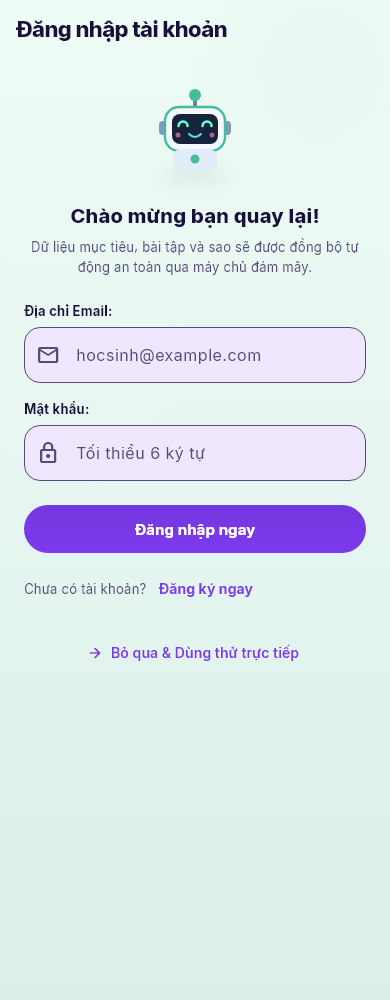 Đăng nhập tài khoản
Chào mừng bạn quay lại!
Dữ liệu mục tiêu, bài tập và sao sẽ được đồng bộ tự
động an toàn qua máy chủ đám mây.
Địa chỉ Email:
hocsinh@example.com
Mật khẩu:
Tối thiểu 6 ký tự
Đăng nhập ngay
Chưa có tài khoản? Đăng ký ngay
Bỏ qua & Dùng thử trực tiếp